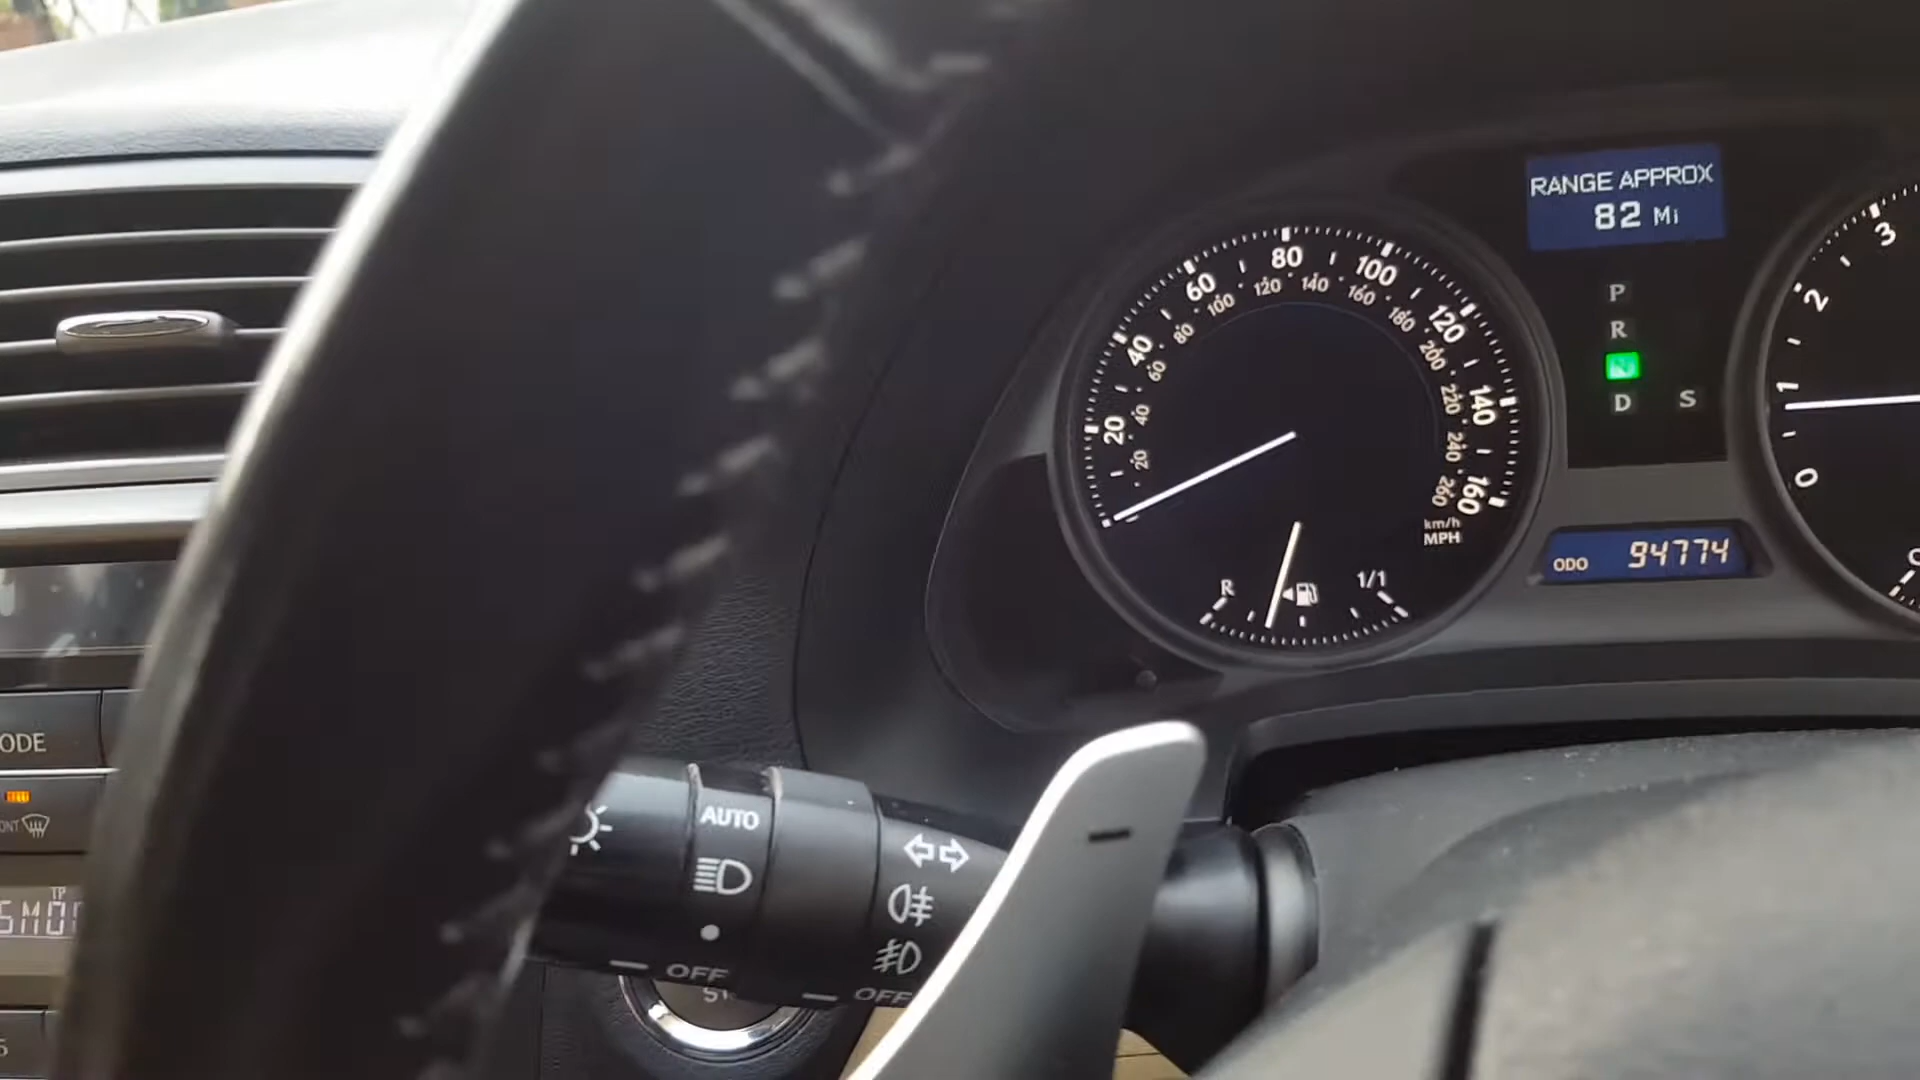 RANGE APPROX
82 Mi
P
R
N
D S
ODO 94774
20 40 60 80 100 120 140 160
20 40 60 80 100 120 140 160 180 200 220 240 260
km/h
MPH
R 1/1
0 1 2 3
ODE
TP
OFF
AUTO
OFF